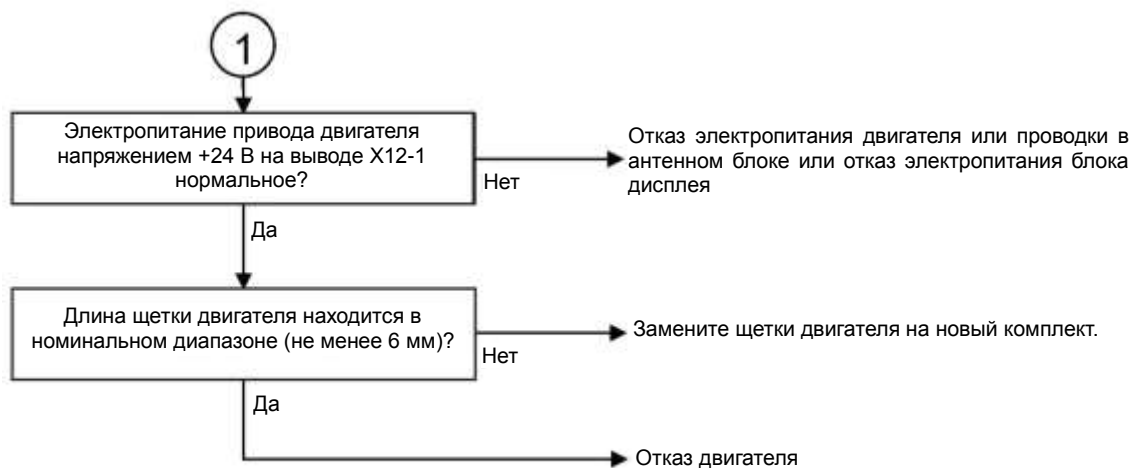 1
Электропитание привода двигателя
напряжением +24 В на выводе X12-1
нормальное?
Нет
Отказ электропитания двигателя или проводки в
антенном блоке или отказ электропитания блока
дисплея
Да
Длина щетки двигателя находится в
номинальном диапазоне (не менее 6 мм)?
Нет
Замените щетки двигателя на новый комплект.
Да
Отказ двигателя